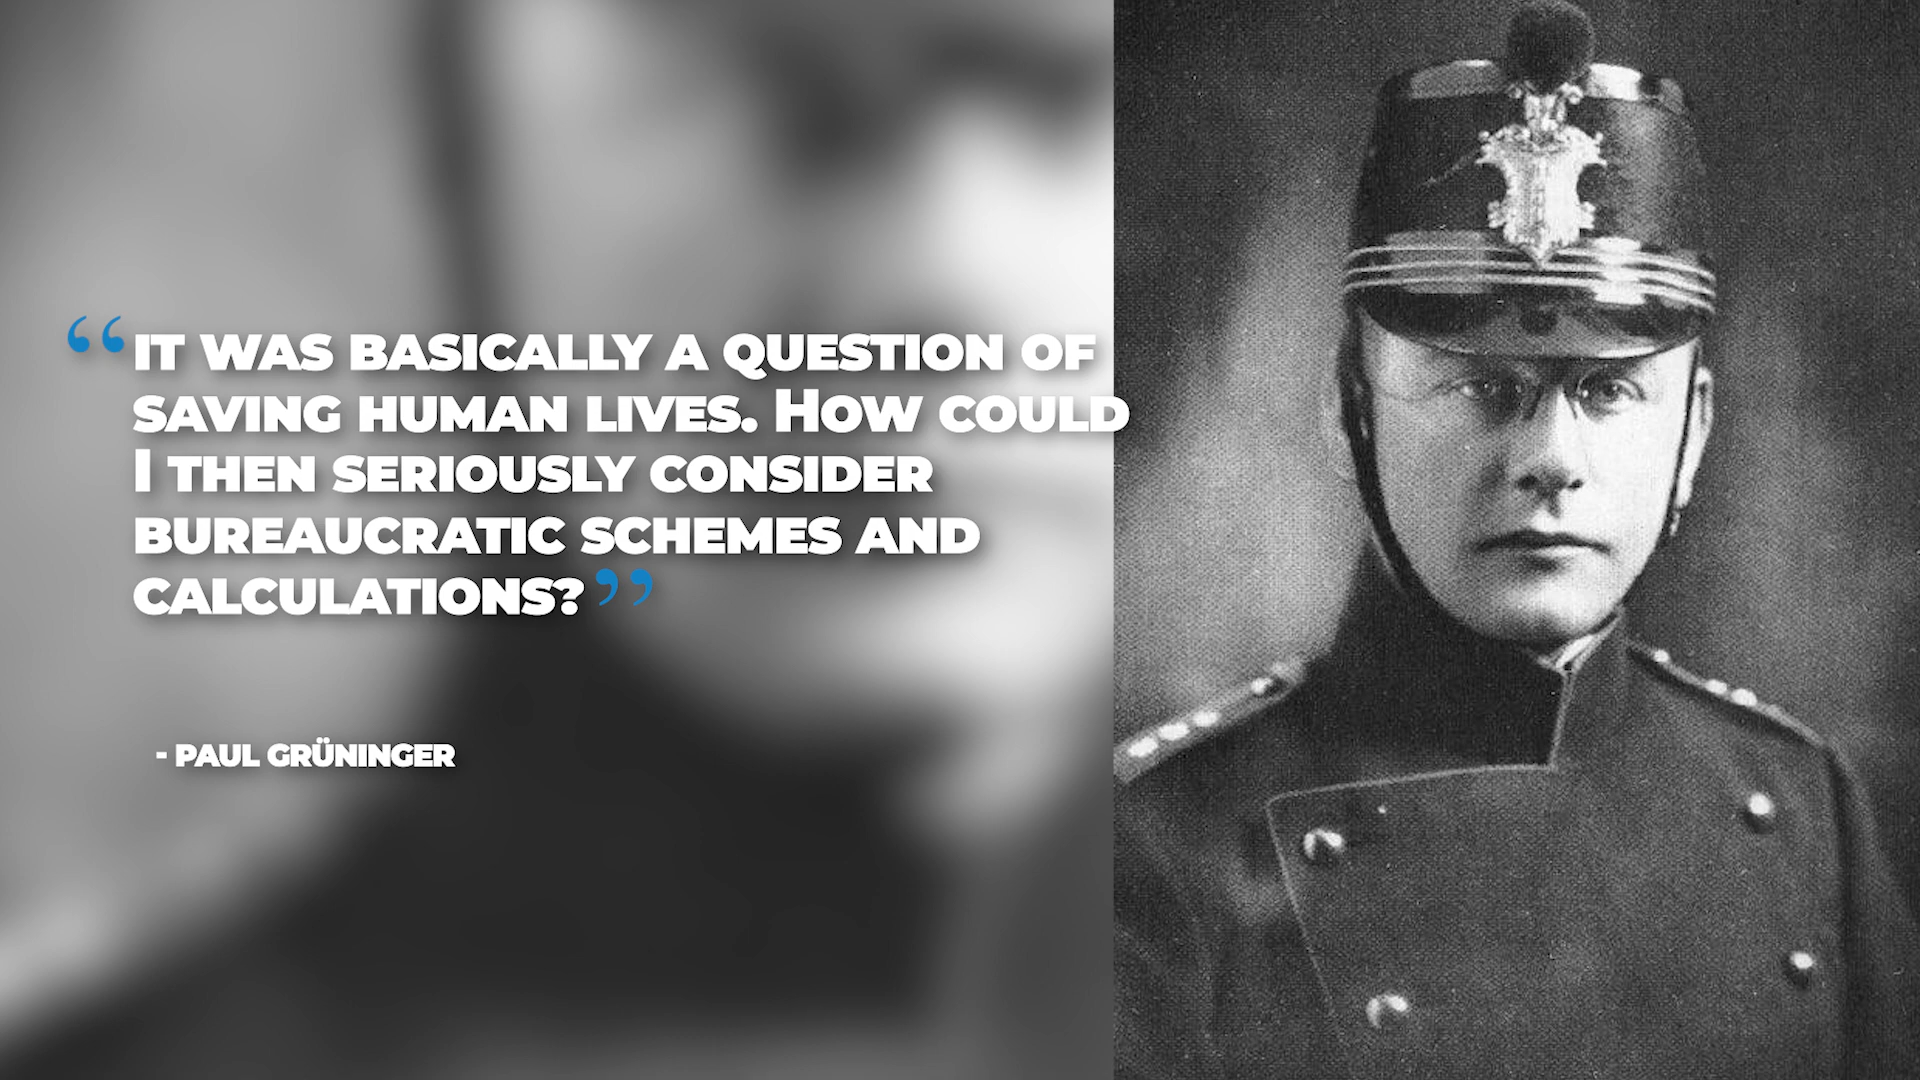 “IT WAS BASICALLY A QUESTION OF
SAVING HUMAN LIVES. HOW COULD
I THEN SERIOUSLY CONSIDER
BUREAUCRATIC SCHEMES AND
CALCULATIONS?”
- PAUL GRÜNINGER